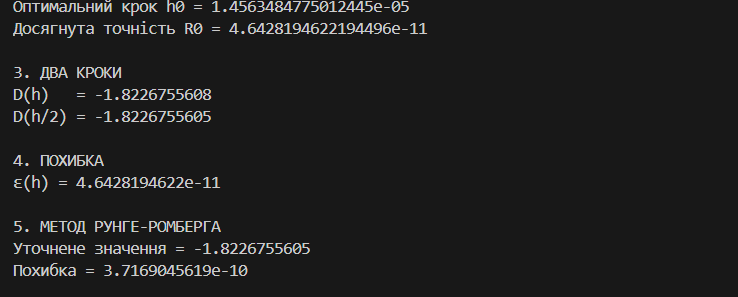 Оптимальний крок h0 = 1.4563484775012445e-05
Досягнута точність R0 = 4.6428194622194496e-11
3. ДВА КРОКИ
D(h)   = -1.8226755608
D(h/2) = -1.8226755605
4. ПОХИБКА
ε(h) = 4.6428194622e-11
5. МЕТОД РУНГЕ-РОМБЕРГА
Уточнене значення = -1.8226755605
Похибка = 3.7169045619e-10